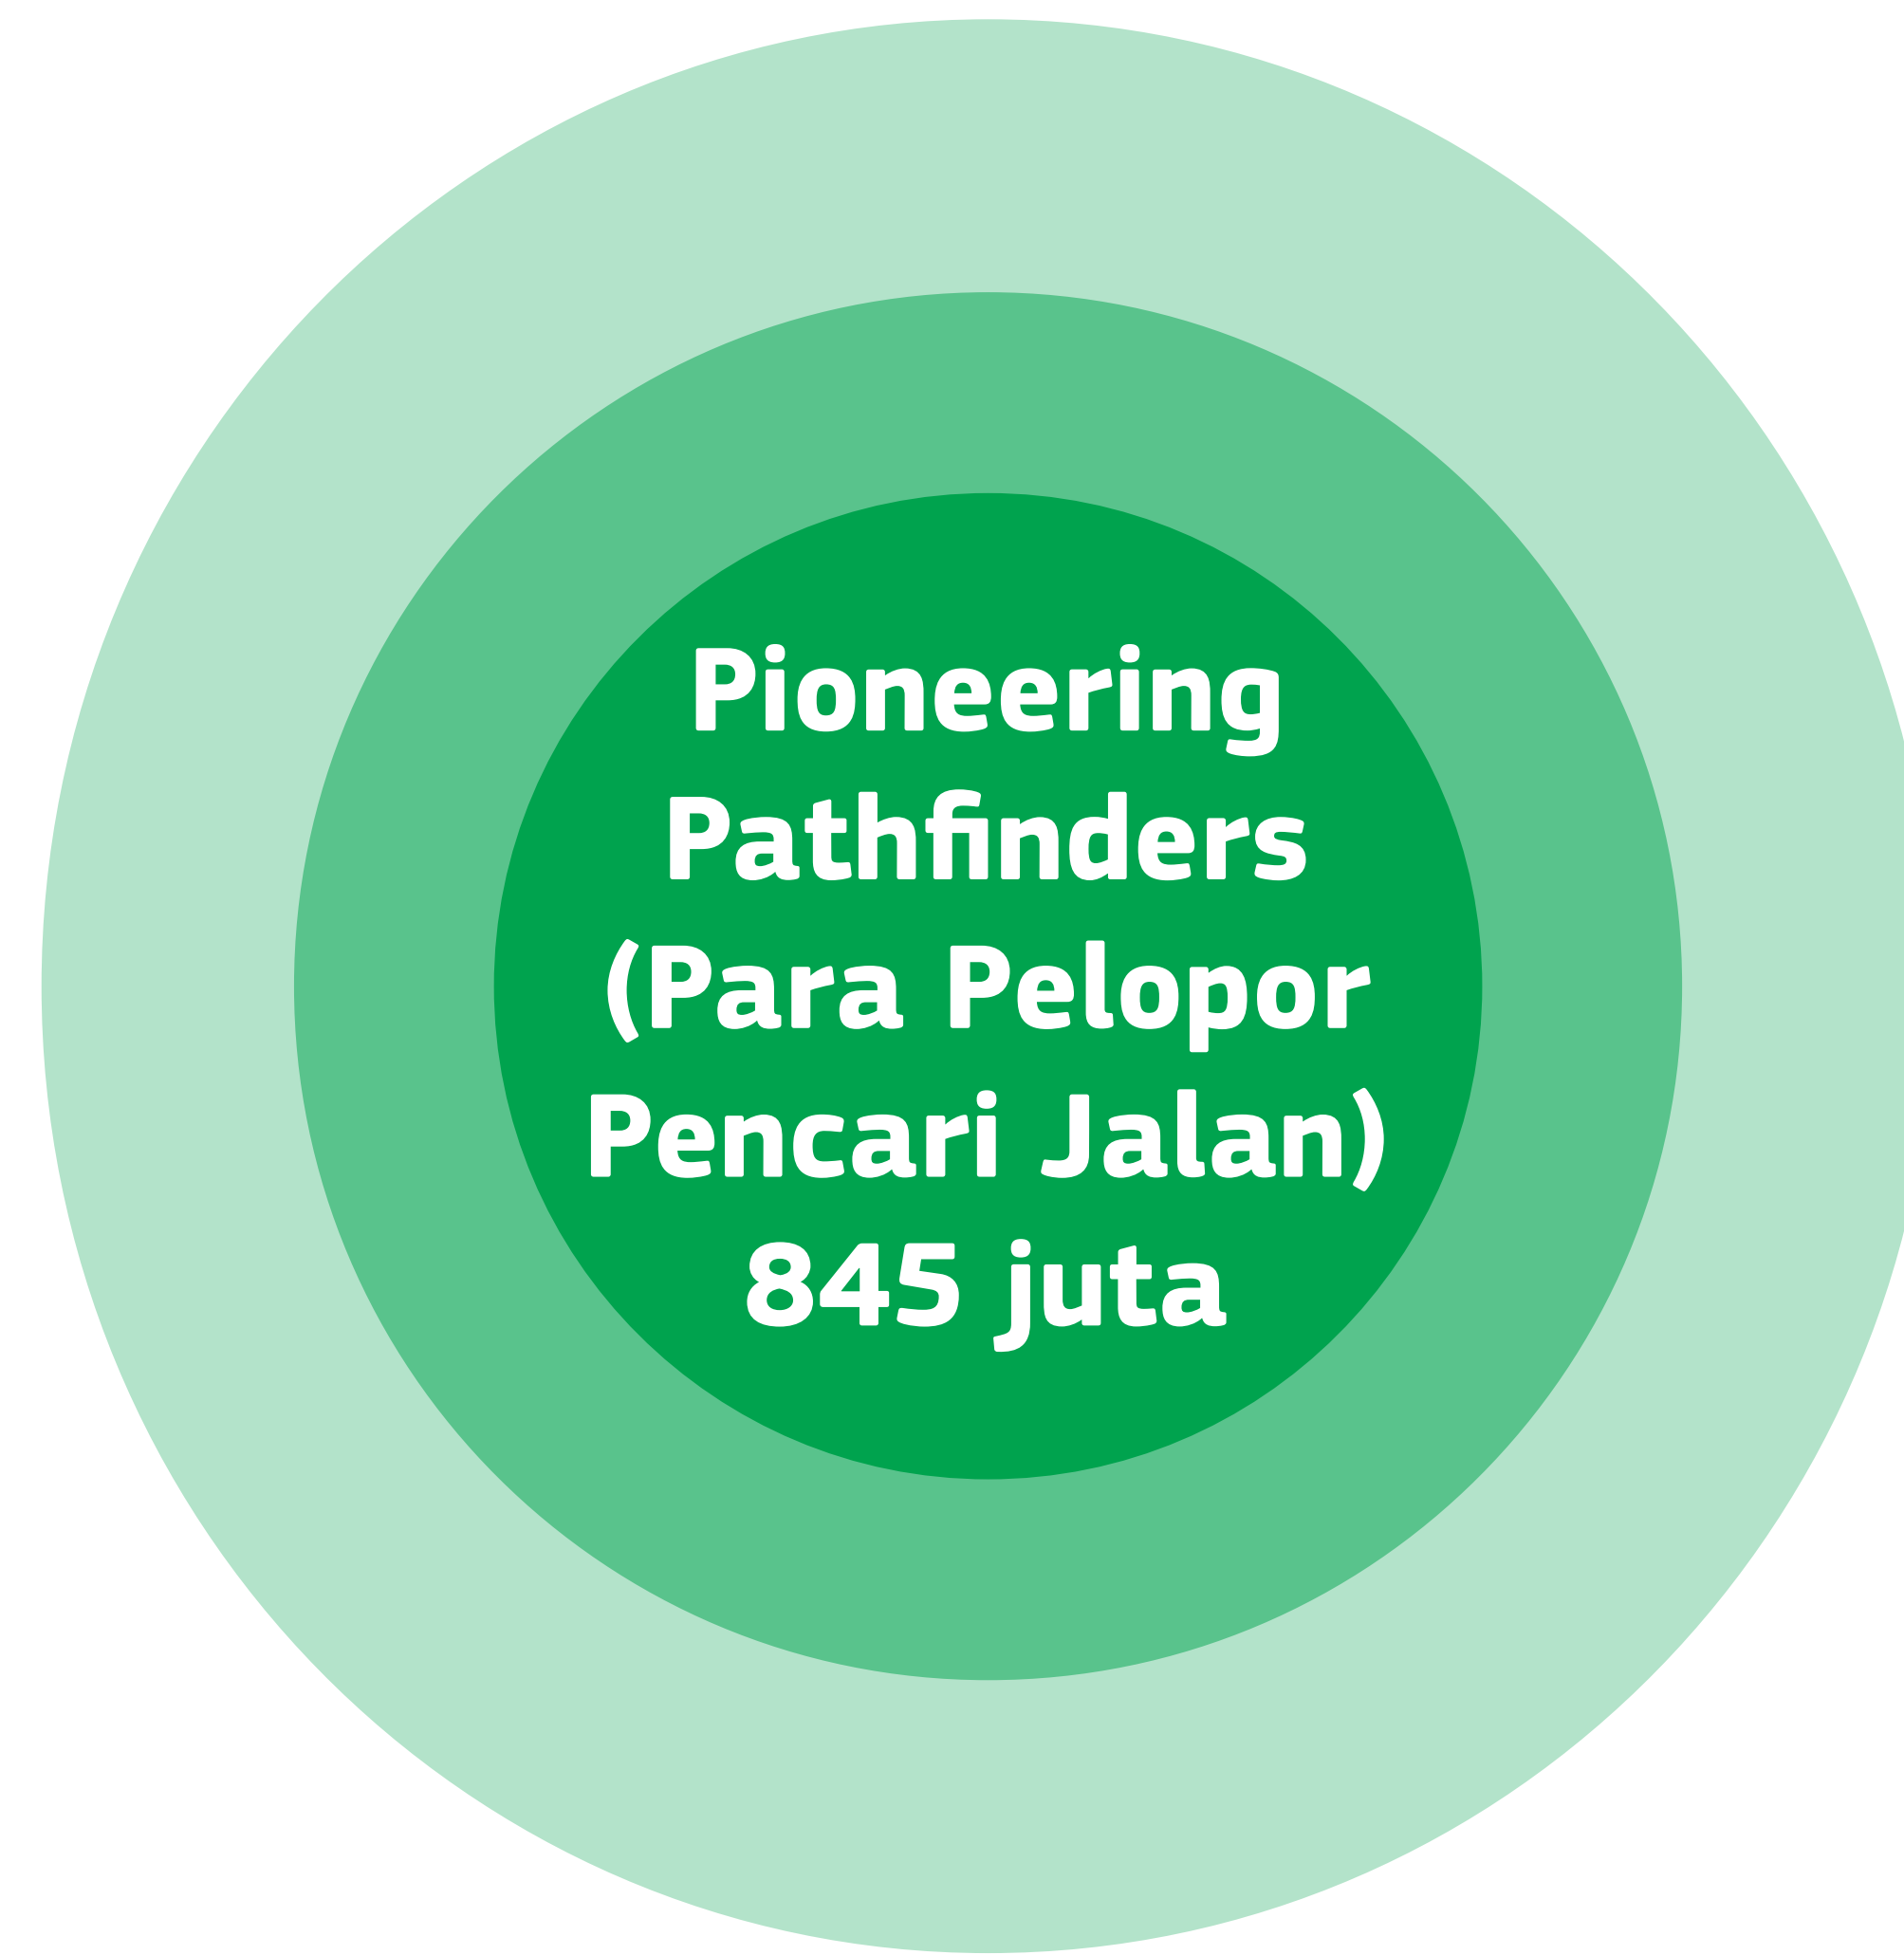 Pioneering
Pathfinders
(Para Pelopor
Pencari Jalan)
845 juta